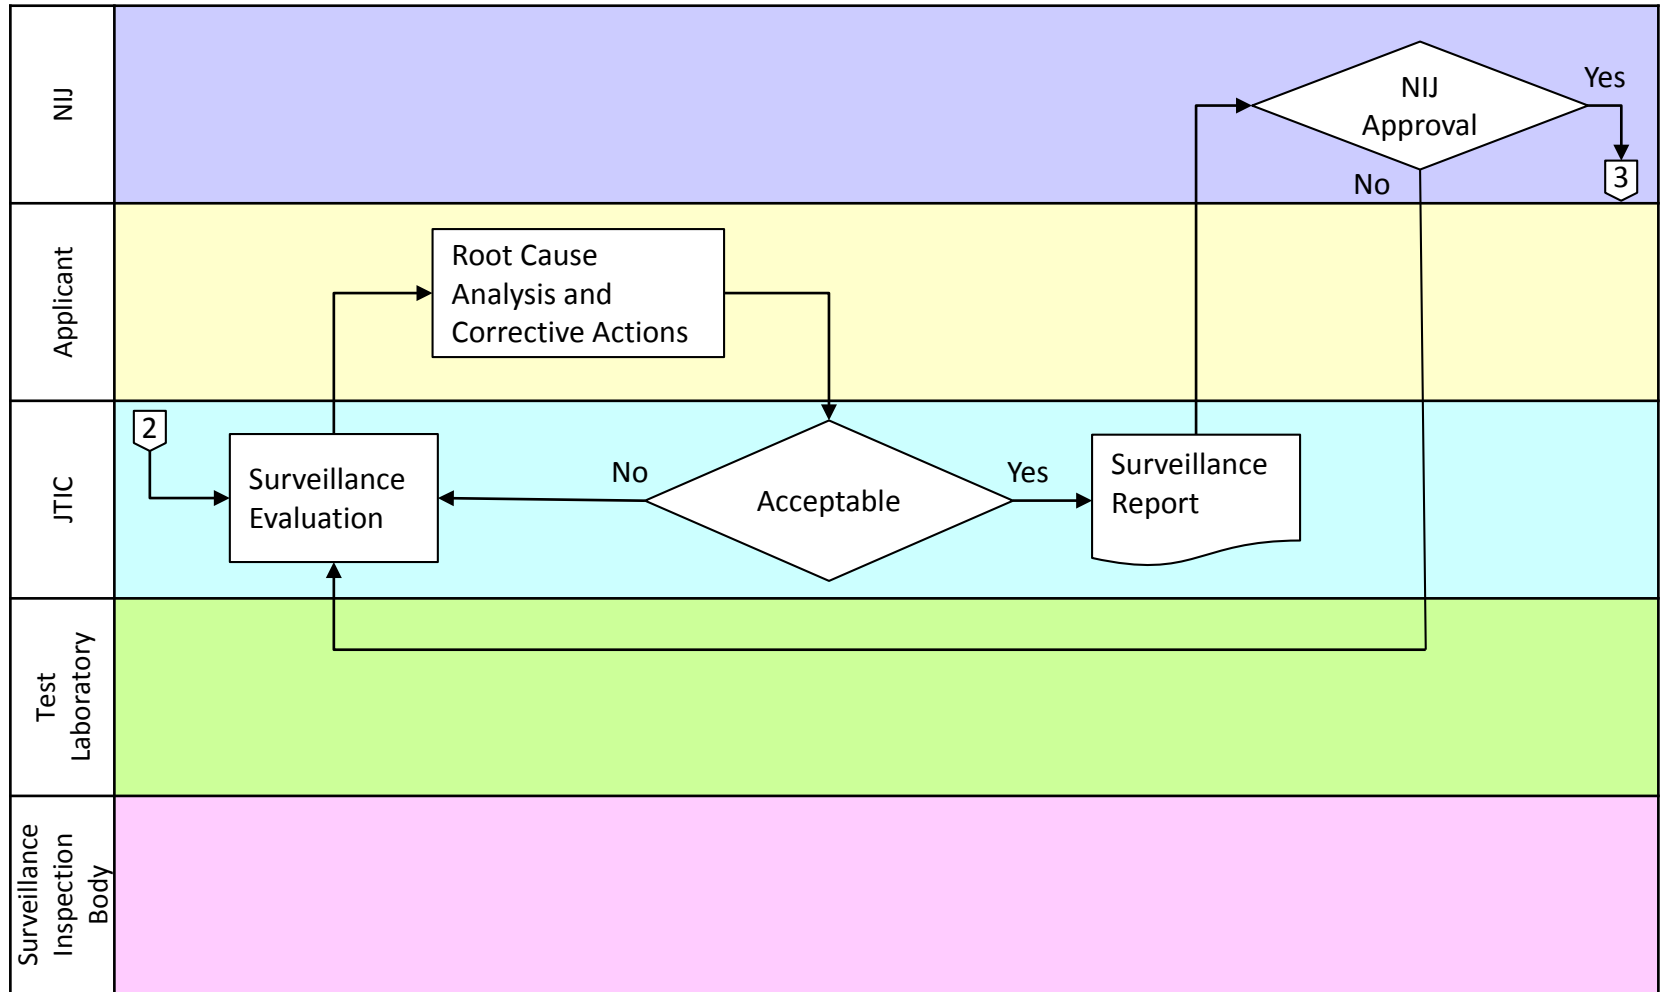 NIJ
NIJ
Approval
Yes
No
3
Applicant
Root Cause
Analysis and
Corrective Actions
JTIC
2
Surveillance
Evaluation
No
Acceptable
Yes
Surveillance
Report
Test
Laboratory
Surveillance
Inspection
Body